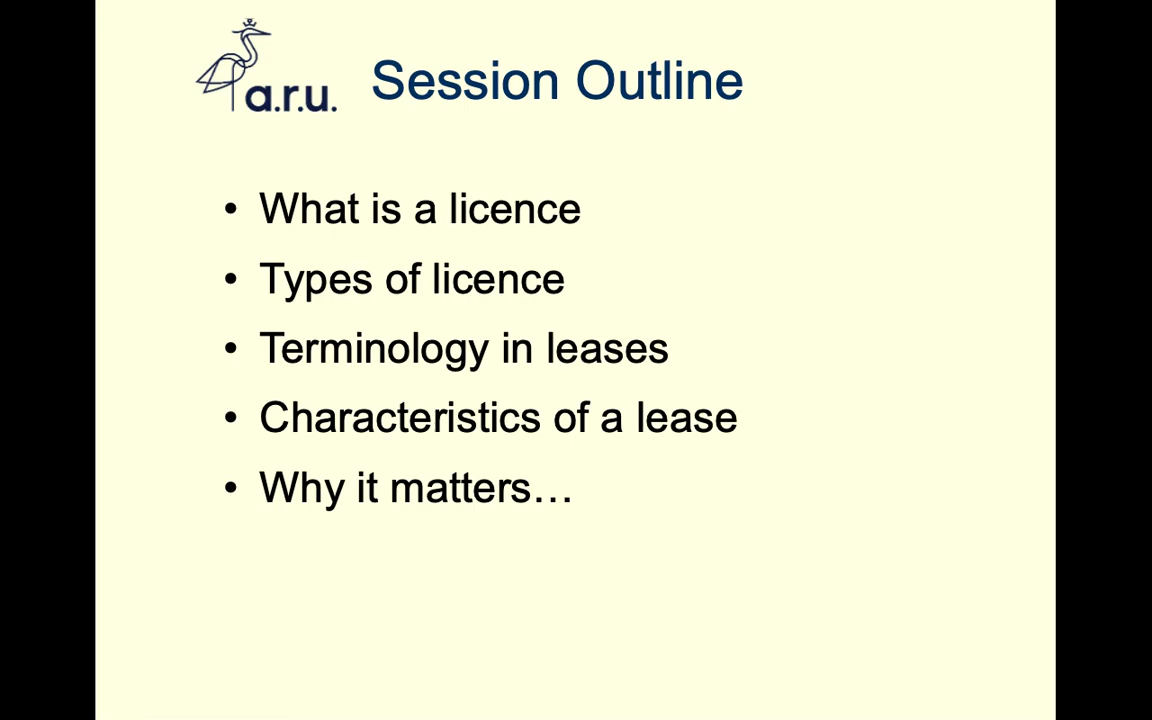 a.r.u.
Session Outline
• What is a licence
• Types of licence
• Terminology in leases
• Characteristics of a lease
• Why it matters…